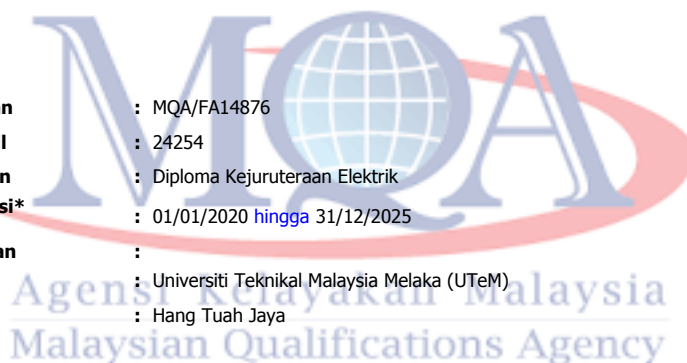 MQA
an : MQA/FA14876
l : 24254
n : Diploma Kejuruteraan Elektrik
si* : 01/01/2020 hingga 31/12/2025
an :
: Universiti Teknikal Malaysia Melaka (UTeM)
: Hang Tuah Jaya
Agensi Kelayakan Malaysia
Malaysian Qualifications Agency